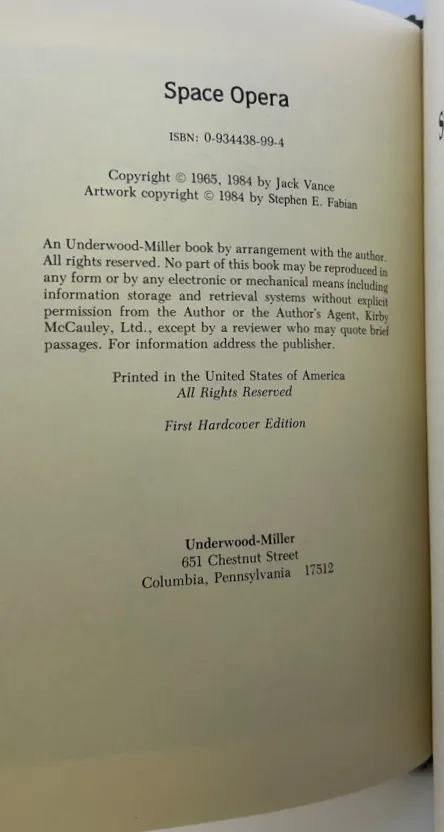 Space Opera
ISBN: 0-934438-99-4
Copyright © 1965, 1984 by Jack Vance
Artwork copyright © 1984 by Stephen E. Fabian
An Underwood-Miller book by arrangement with the author.
All rights reserved. No part of this book may be reproduced in
any form or by any electronic or mechanical means including
information storage and retrieval systems without explicit
permission from the Author or the Author's Agent, Kirby
McCauley, Ltd., except by a reviewer who may quote brief
passages. For information address the publisher.
Printed in the United States of America
All Rights Reserved
First Hardcover Edition
Underwood-Miller
651 Chestnut Street
Columbia, Pennsylvania 17512